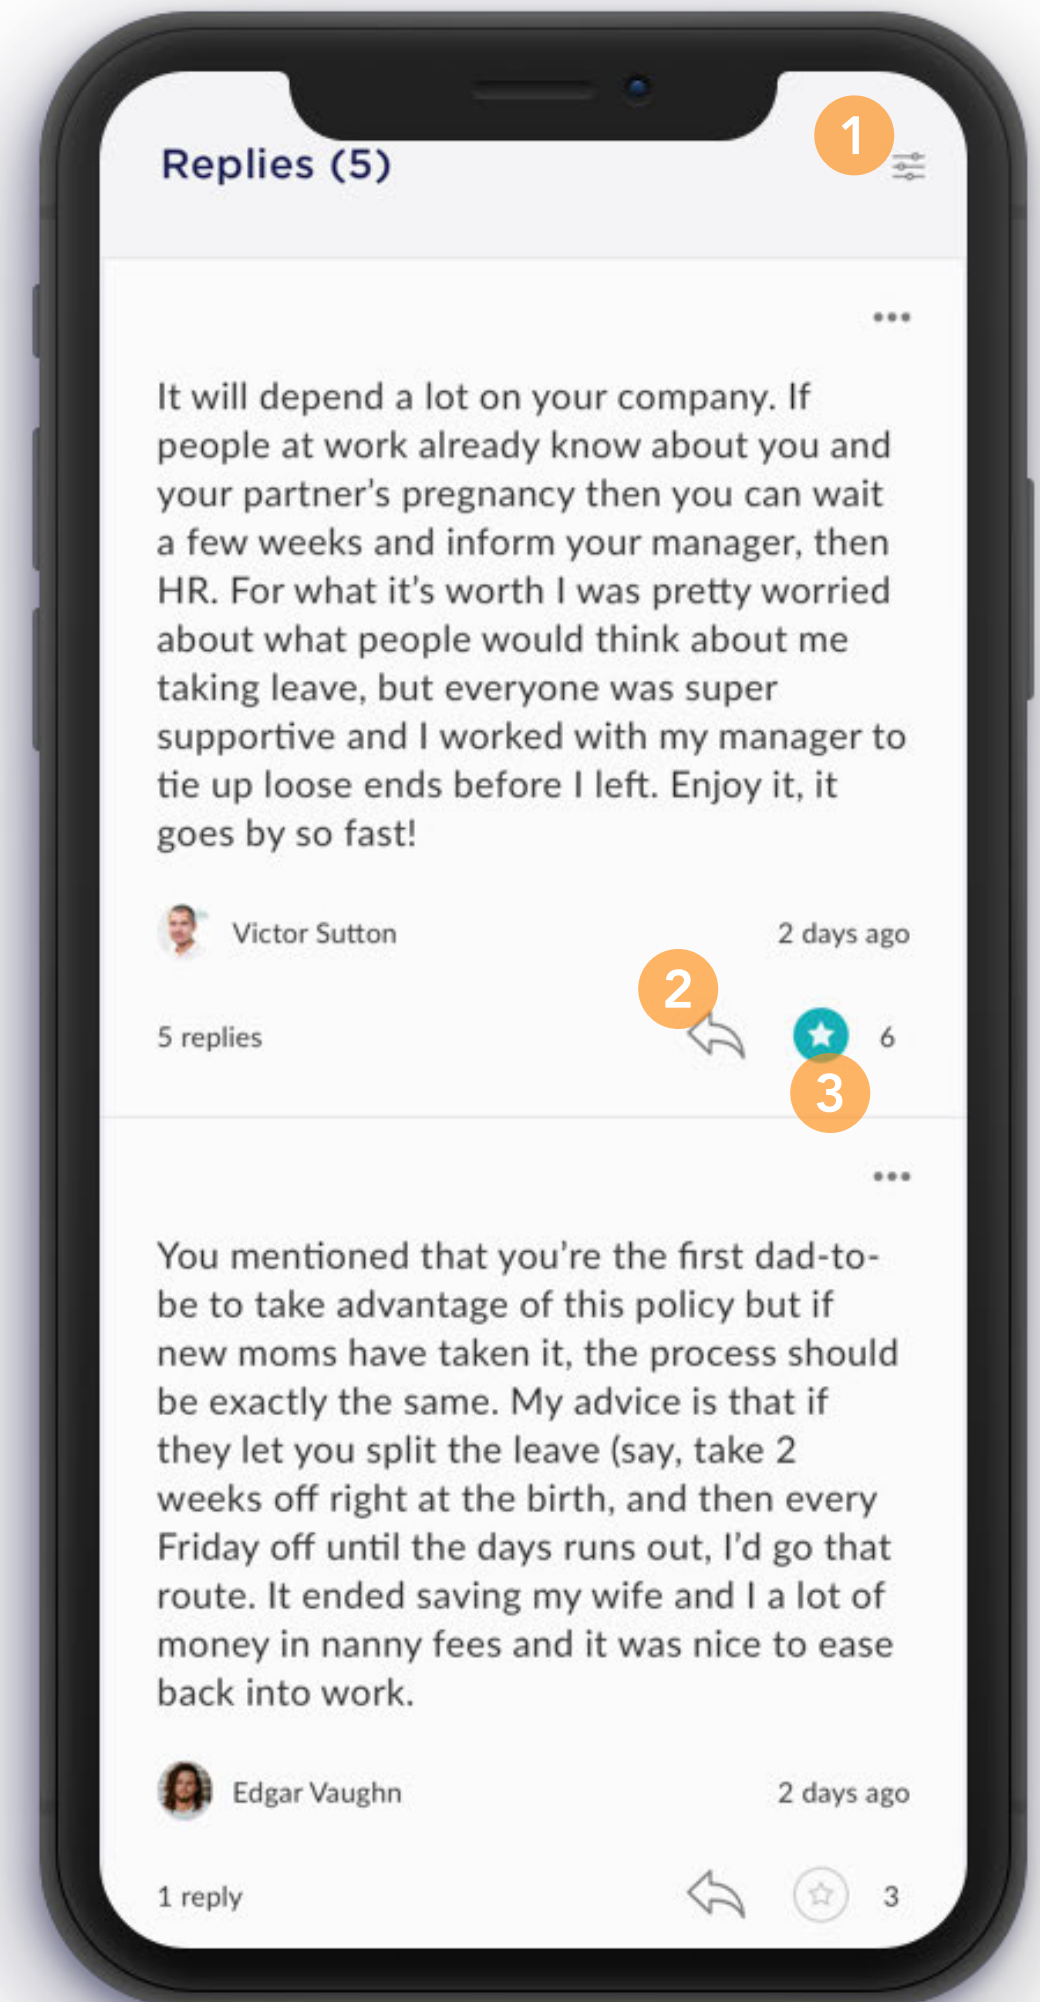 1
Replies (5)
It will depend a lot on your company. If
people at work already know about you and
your partner's pregnancy then you can wait
a few weeks and inform your manager, then
HR. For what it's worth I was pretty worried
about what people would think about me
taking leave, but everyone was super
supportive and I worked with my manager to
tie up loose ends before I left. Enjoy it, it
goes by so fast!
Victor Sutton 2 days ago
2
5 replies 6
3
You mentioned that you're the first dad-to-
be to take advantage of this policy but if
new moms have taken it, the process should
be exactly the same. My advice is that if
they let you split the leave (say, take 2
weeks off right at the birth, and then every
Friday off until the days runs out, I'd go that
route. It ended saving my wife and I a lot of
money in nanny fees and it was nice to ease
back into work.
Edgar Vaughn 2 days ago
1 reply 3